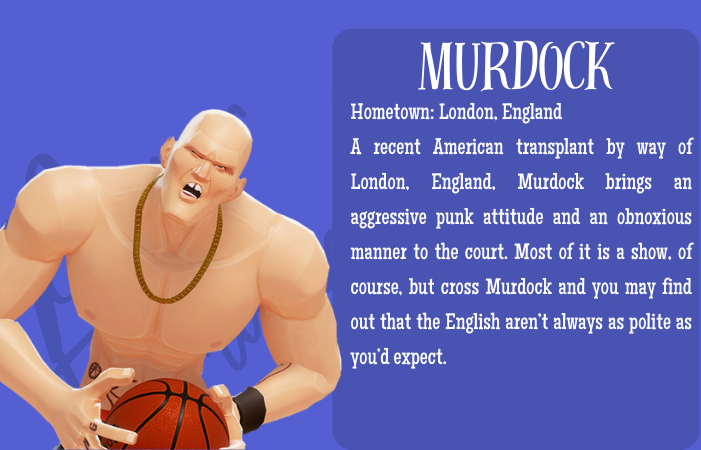 MURDOCK
Hometown: London, England
A recent American transplant by way of
London, England, Murdock brings an
aggressive punk attitude and an obnoxious
manner to the court. Most of it is a show, of
course, but cross Murdock and you may find
out that the English aren't always as polite as
you'd expect.